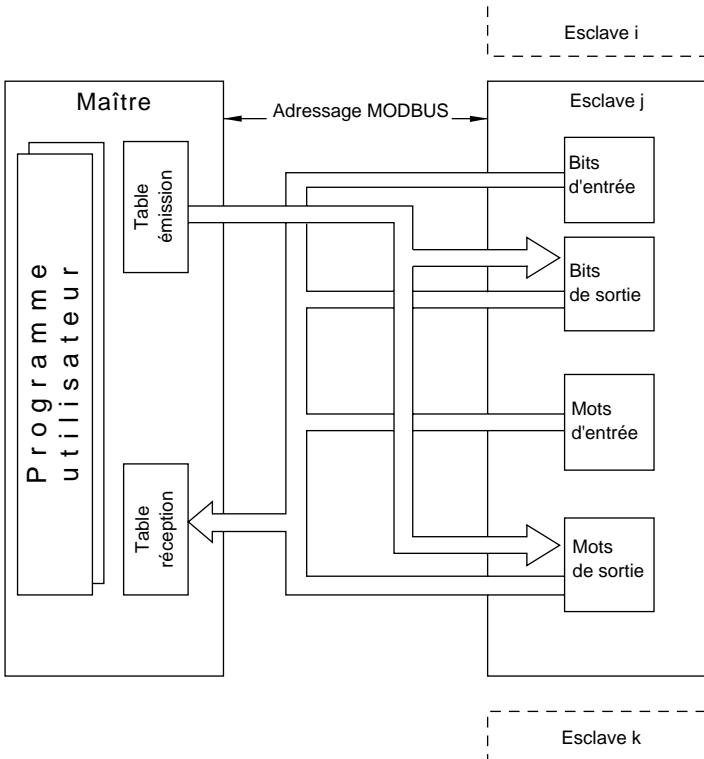 Esclave i
Maître
Adressage MODBUS
Esclave j
Programme
utilisateur
Table
émission
Table
réception
Bits
d'entrée
Bits
de sortie
Mots
d'entrée
Mots
de sortie
Esclave k